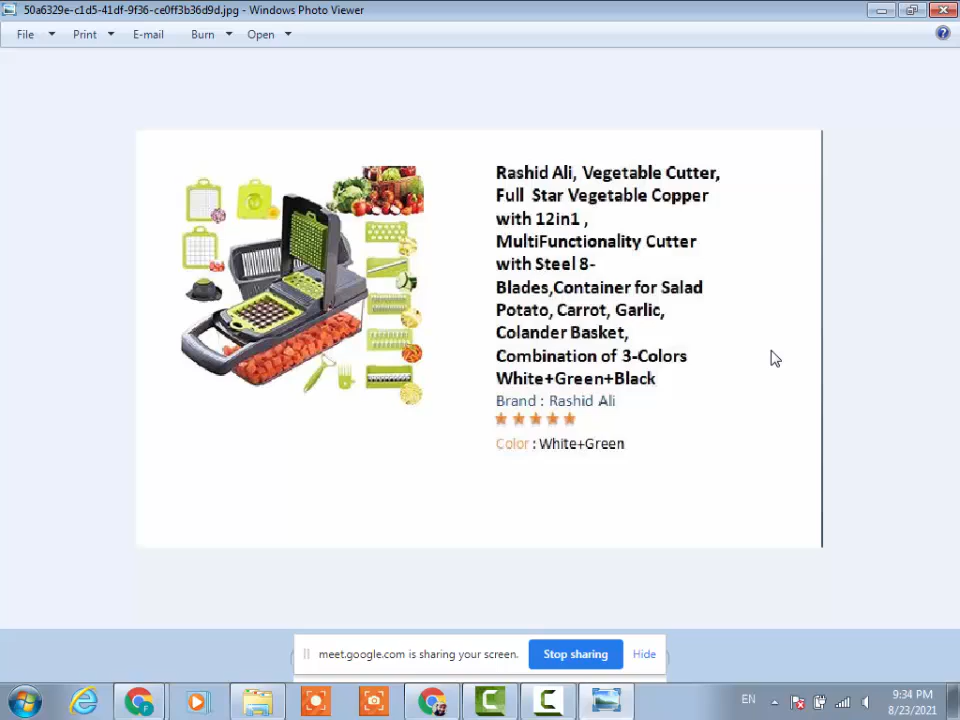 50a6329e-c1d5-41df-9f36-ce0ff3b36d9d.jpg - Windows Photo Viewer
File Print E-mail Burn Open
Rashid Ali, Vegetable Cutter,
Full Star Vegetable Copper
with 12in1 ,
MultiFunctionality Cutter
with Steel 8-
Blades,Container for Salad
Potato, Carrot, Garlic,
Colander Basket,
Combination of 3-Colors
White+Green+Black
Brand : Rashid Ali
Color : White+Green
meet.google.com is sharing your screen. Stop sharing Hide
EN
9:34 PM
8/23/2021